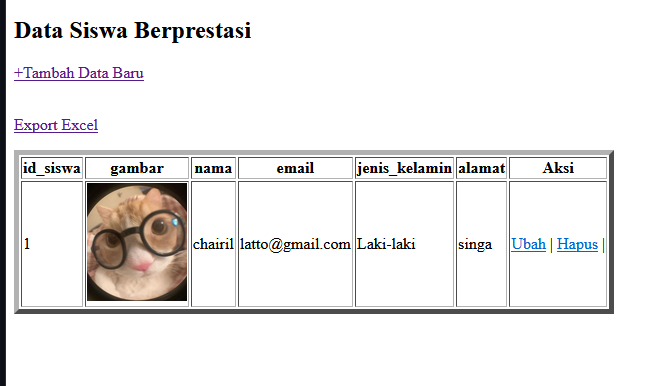 Data Siswa Berprestasi
+Tambah Data Baru
Export Excel
id_siswa gambar nama email jenis_kelamin alamat Aksi
1 chairil latto@gmail.com Laki-laki singa Ubah | Hapus |